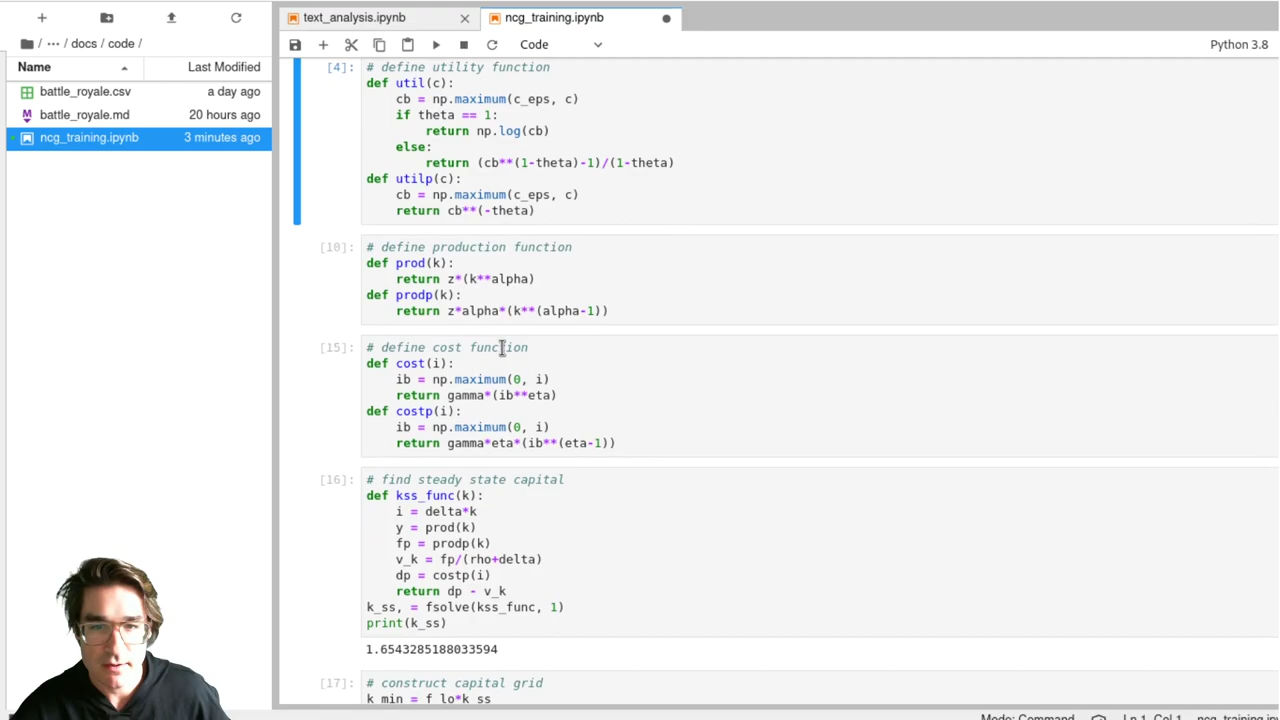 text_analysis.ipynb
ncg_training.ipynb
/ ··· / docs / code /
Code
Python 3.8
Name
Last Modified
battle_royale.csv
a day ago
battle_royale.md
20 hours ago
ncg_training.ipynb
3 minutes ago
[4]:
# define utility function
def util(c):
    cb = np.maximum(c_eps, c)
    if theta == 1:
        return np.log(cb)
    else:
        return (cb**(1-theta)-1)/(1-theta)
def utilp(c):
    cb = np.maximum(c_eps, c)
    return cb**(-theta)
[10]:
# define production function
def prod(k):
    return z*(k**alpha)
def prodp(k):
    return z*alpha*(k**(alpha-1))
[15]:
# define cost function
def cost(i):
    ib = np.maximum(0, i)
    return gamma*(ib**eta)
def costp(i):
    ib = np.maximum(0, i)
    return gamma*eta*(ib**(eta-1))
[16]:
# find steady state capital
def kss_func(k):
    i = delta*k
    y = prod(k)
    fp = prodp(k)
    v_k = fp/(rho+delta)
    dp = costp(i)
    return dp - v_k
k_ss, = fsolve(kss_func, 1)
print(k_ss)
1.6543285188033594
[17]:
# construct capital grid
k_min = f_lo*k_ss
Mode: Command
Ln 1, Col 1